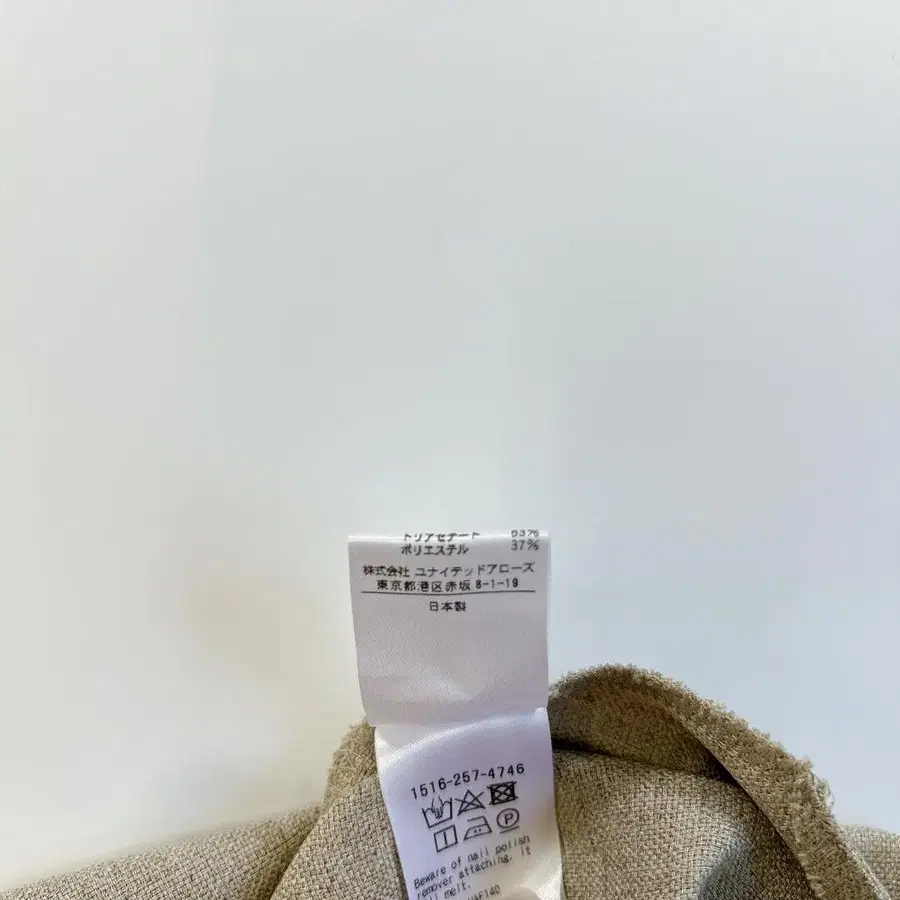 トリアセテート 63%
ポリエステル 37%
株式会社 ユナイテッドアローズ
東京都港区赤坂 8-1-19
日本製
1516-257-4746
P
Beware of nail polish
remover attaching. it
melt.